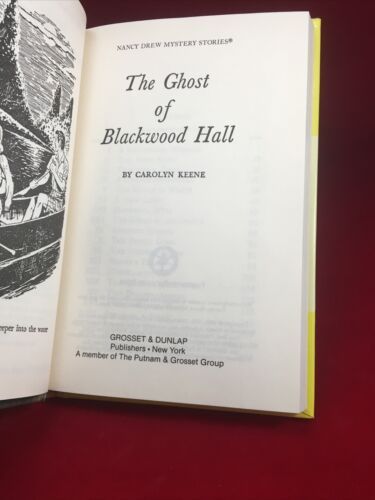 NANCY DREW MYSTERY STORIES®
The Ghost
of
Blackwood Hall
BY CAROLYN KEENE
eeper into the water
GROSSET & DUNLAP
Publishers • New York
A member of The Putnam & Grosset Group